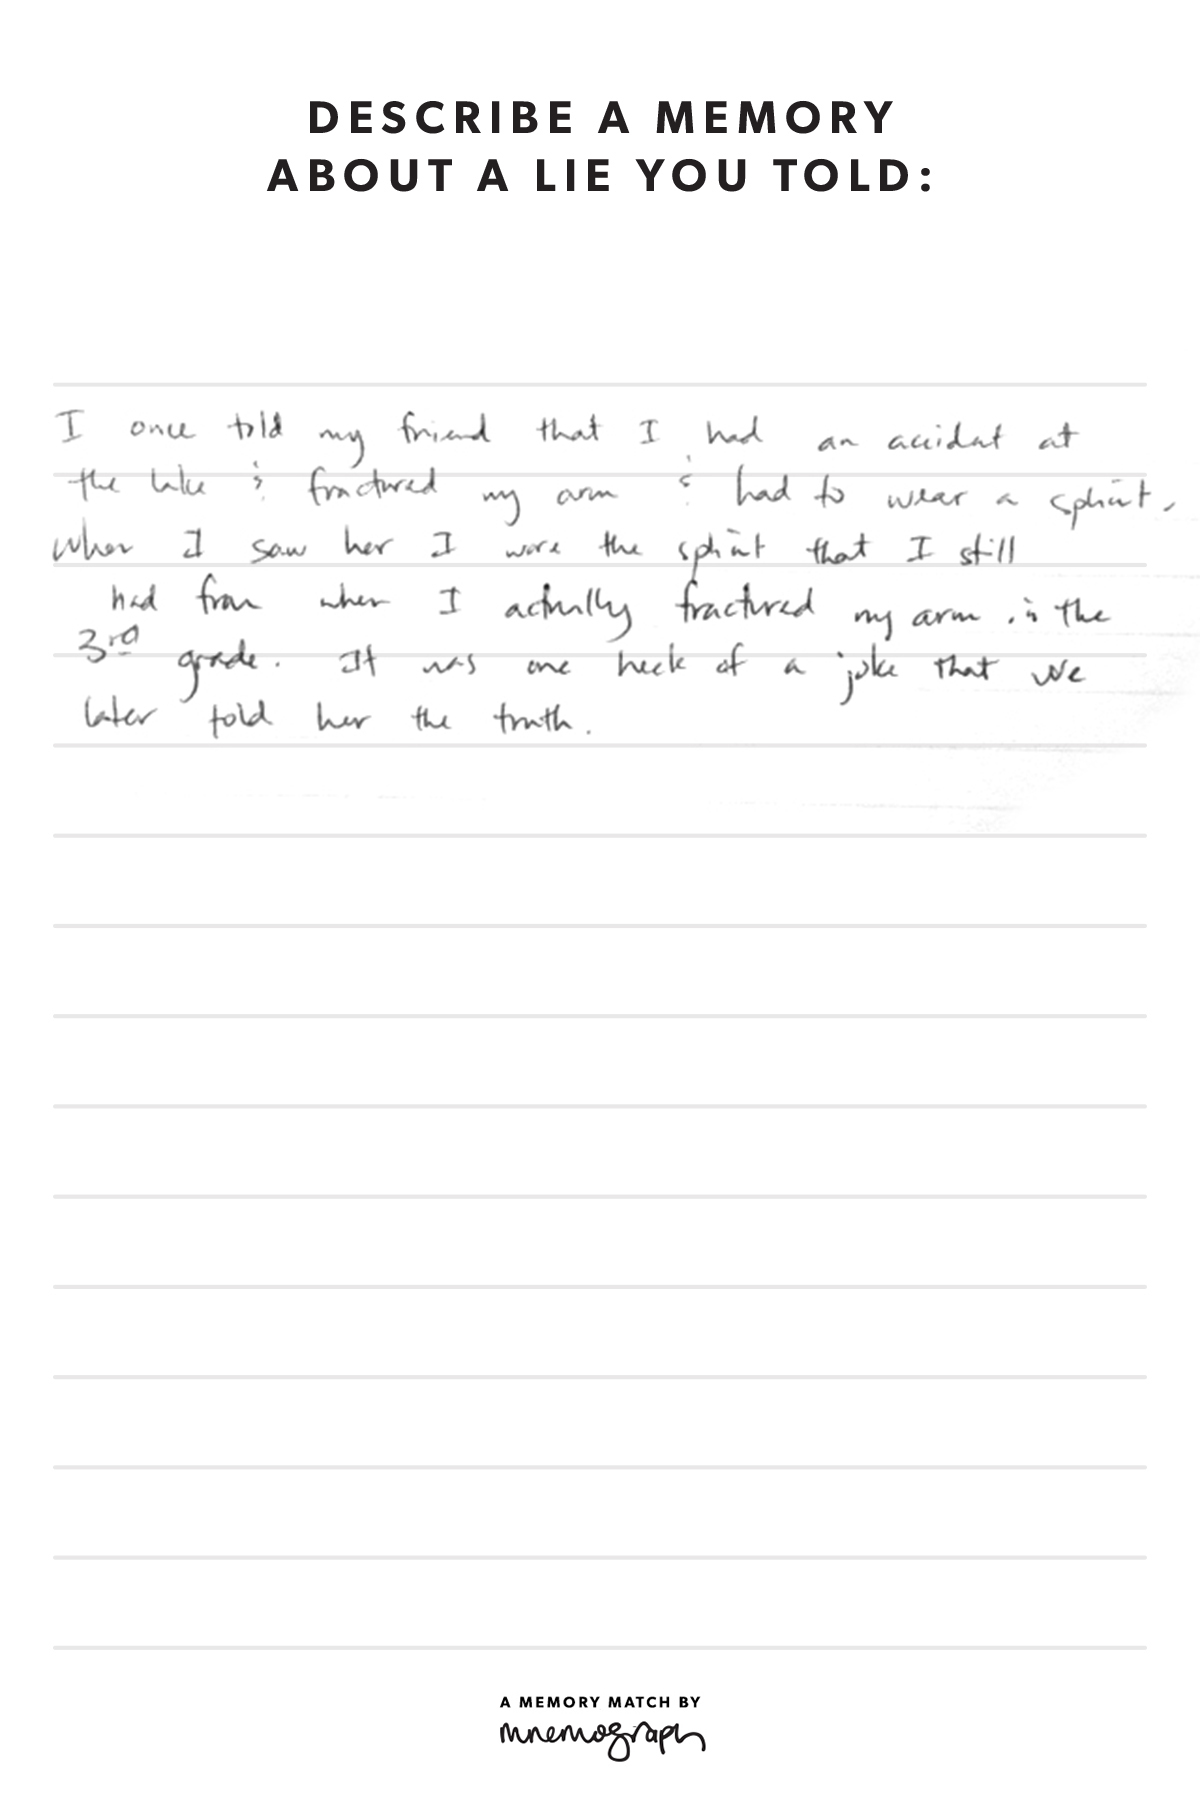 DESCRIBE A MEMORY
ABOUT A LIE YOU TOLD:
I once told my friend that I had an accidat at
the lake & fractured my arm & had to wear a splint.
When I saw her I wore the splint that I still
had from when I actually fractured my arm in the
3rd grade. It was one heck of a joke that we
later told her the truth.
A MEMORY MATCH BY
mnemograph